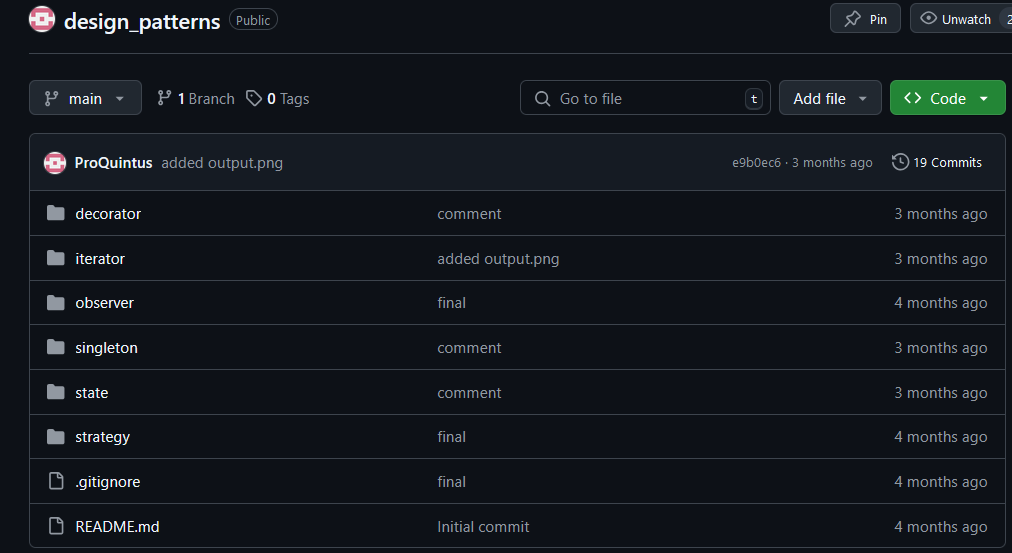 design_patterns Public Pin Unwatch 2
main 1 Branch 0 Tags Go to file t Add file Code
ProQuintus added output.png e9b0ec6 · 3 months ago 19 Commits
decorator comment 3 months ago
iterator added output.png 3 months ago
observer final 4 months ago
singleton comment 3 months ago
state comment 3 months ago
strategy final 4 months ago
.gitignore final 4 months ago
README.md Initial commit 4 months ago